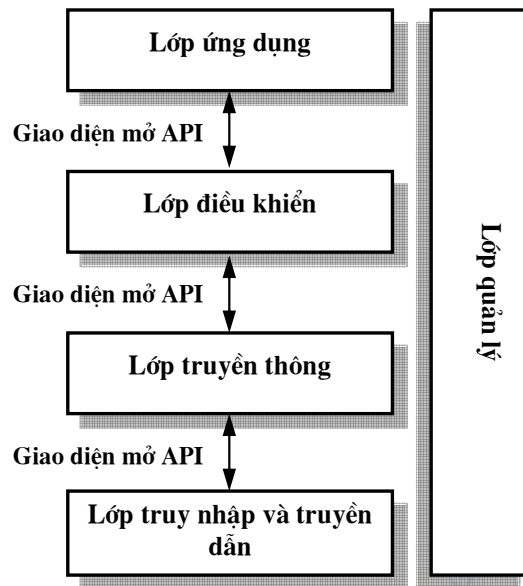 Lớp ứng dụng
Giao diện mở API
Lớp điều khiển
Giao diện mở API
Lớp truyền thông
Giao diện mở API
Lớp truy nhập và truyền
dẫn
Lớp quản lý